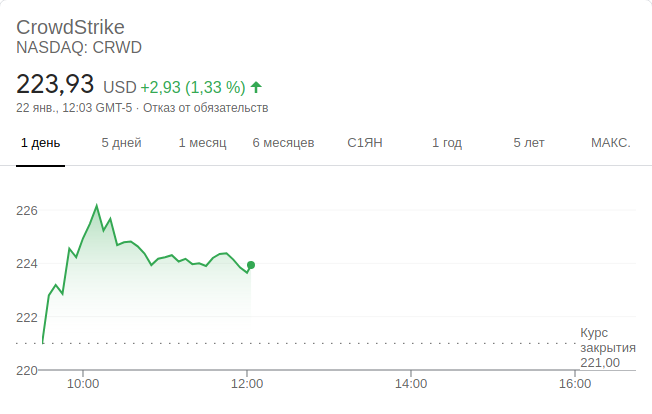 CrowdStrike
NASDAQ: CRWD
223,93 USD +2,93 (1,33 %)
22 янв., 12:03 GMT-5 · Отказ от обязательств
1 день 5 дней 1 месяц 6 месяцев С1ЯН 1 год 5 лет МАКС.
226
224
222
Курс
закрытия
221,00
220
10:00 12:00 14:00 16:00